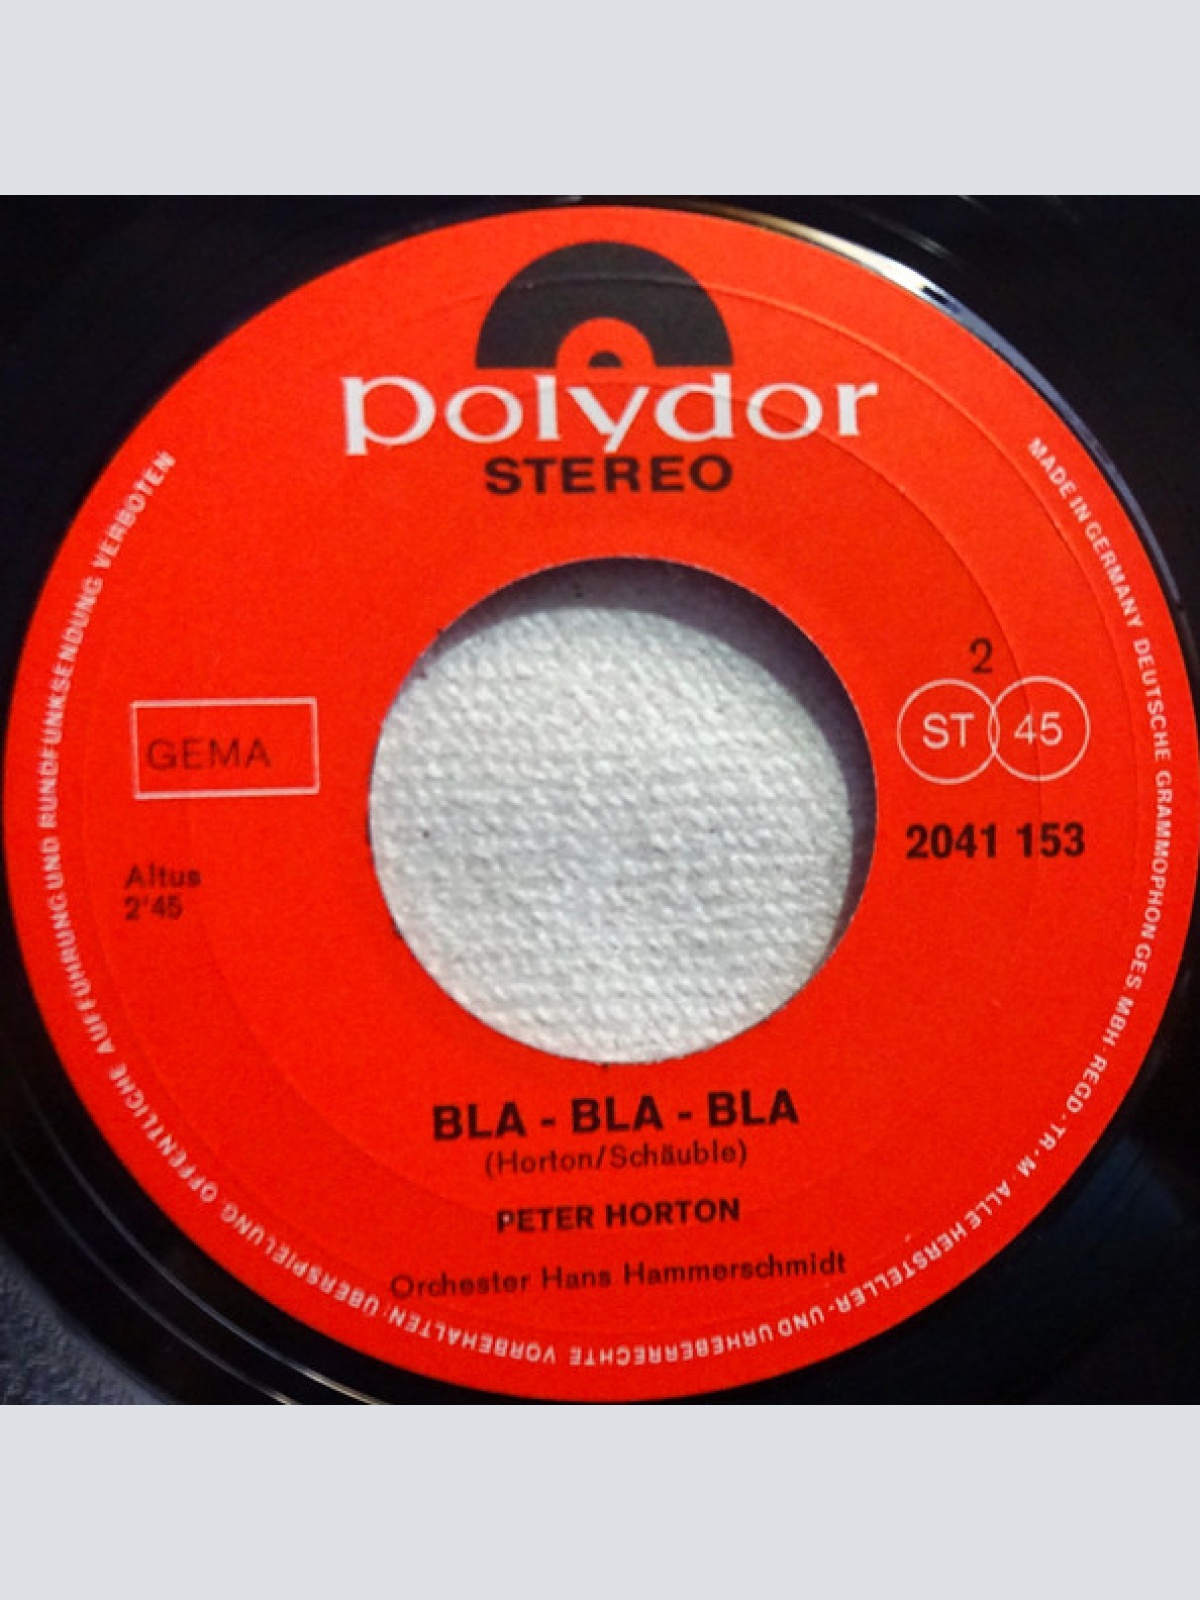 polydor
STEREO
2
ST 45
GEMA
2041 153
Altus
2'45
BLA - BLA - BLA
(Horton/Schäuble)
PETER HORTON
Orchester Hans Hammerschmidt
MADE IN GERMANY DEUTSCHE GRAMMOPHON GES. MBH · REGD · TR · M · ALLE HERSTELLER- UND URHEBERRECHTE VORBEHALTEN: ÜBERSPIELUNG, ÖFFENTLICHE AUFFÜHRUNG UND RUNDFUNKSENDUNG VERBOTEN